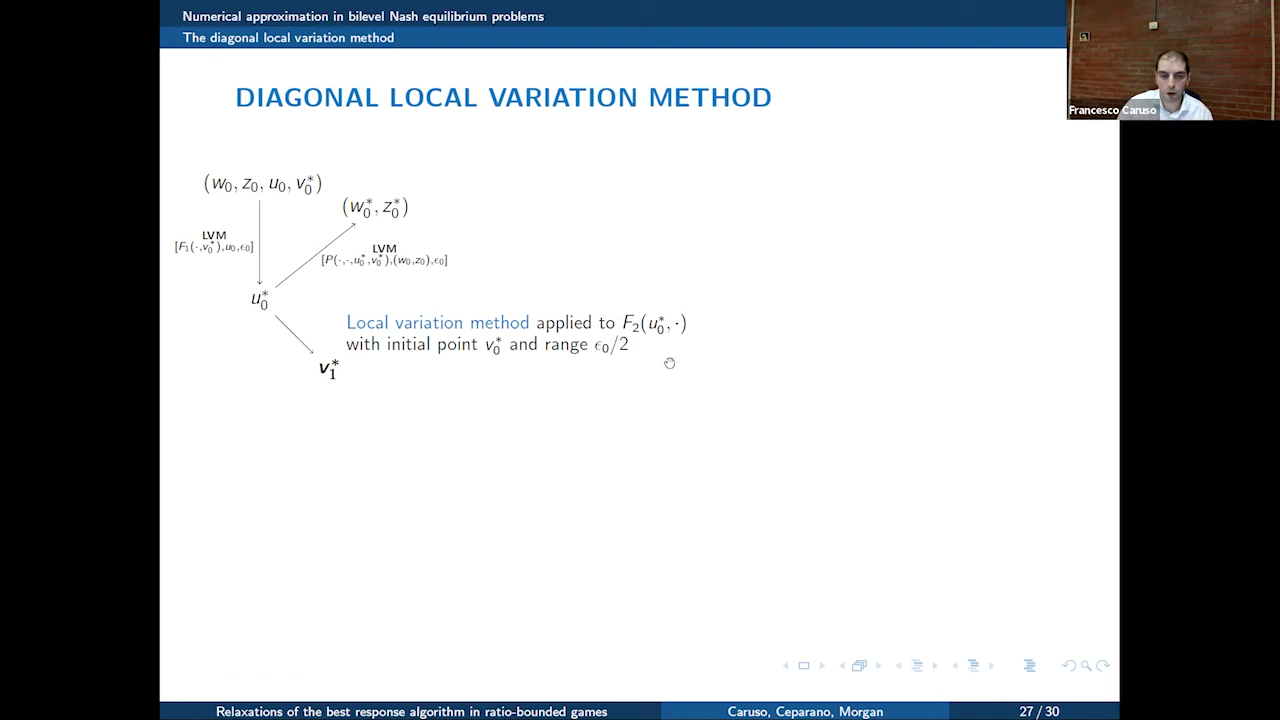 Numerical approximation in bilevel Nash equilibrium problems
The diagonal local variation method
Francesco Caruso
DIAGONAL LOCAL VARIATION METHOD
(w₀, z₀, u₀, v₀*)
(w₀*, z₀*)
LVM
[F₁(·,v₀*),u₀,ϵ₀]
LVM
[P(·,·,u₀*,v₀*),(w₀,z₀),ϵ₀]
u₀*
Local variation method applied to F₂(u₀*, ·)
with initial point v₀* and range ϵ₀/2
v₁*
Relaxations of the best response algorithm in ratio-bounded games
Caruso, Ceparano, Morgan
27 / 30